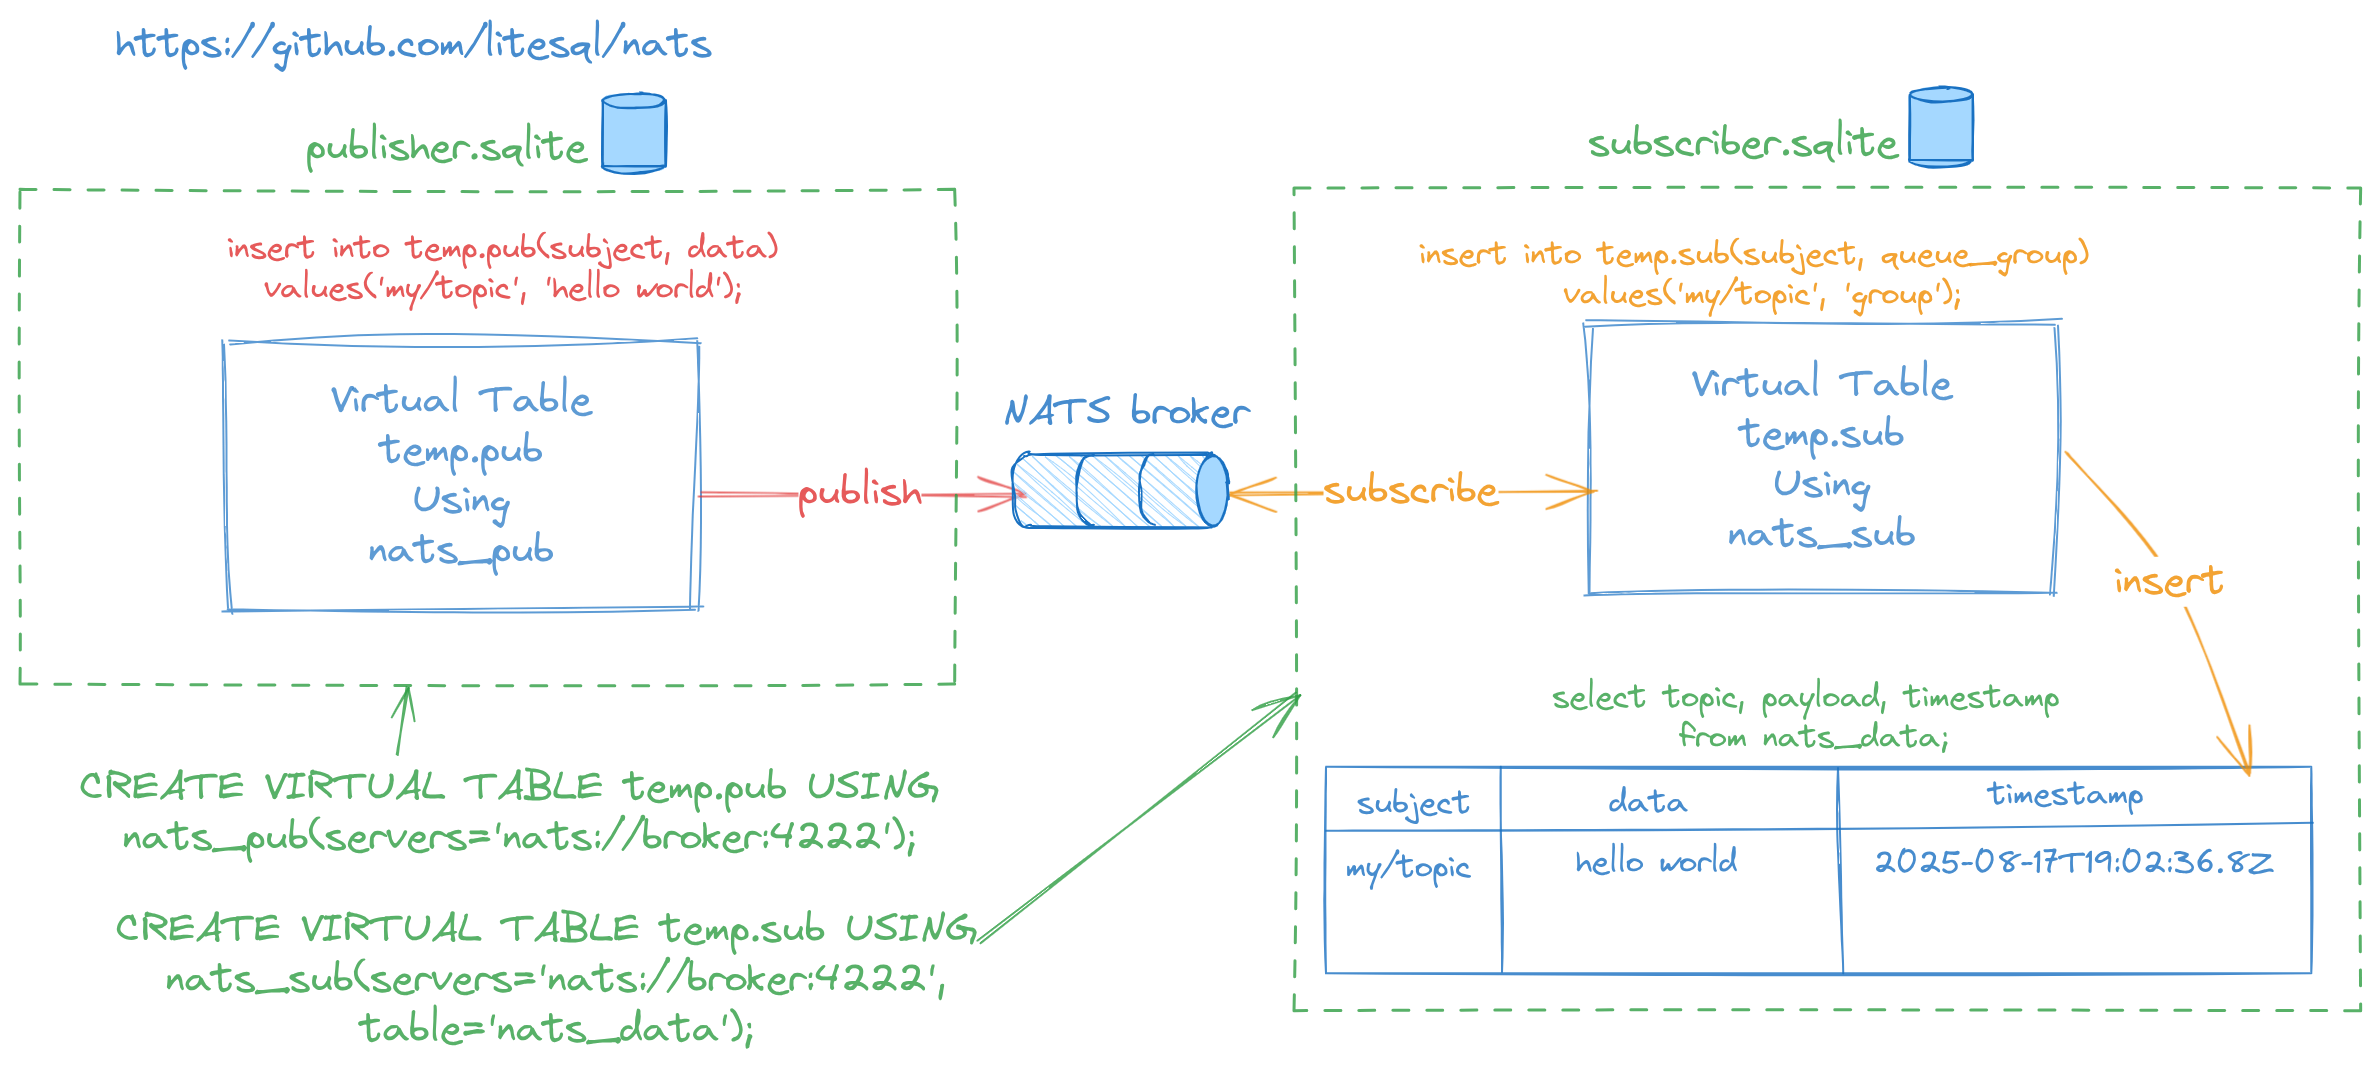 https://github.com/litesql/nats
publisher.sqlite
insert into temp.pub(subject, data)
values('my/topic', 'hello world');
Virtual Table
temp.pub
Using
nats_pub
publish
NATS broker
subscribe
subscriber.sqlite
insert into temp.sub(subject, queue_group)
values('my/topic', 'group');
Virtual Table
temp.sub
Using
nats_sub
insert
select topic, payload, timestamp
from nats_data;
subject data timestamp
my/topic hello world 2025-08-17T19:02:36.8Z
CREATE VIRTUAL TABLE temp.pub USING
nats_pub(servers='nats://broker:4222');
CREATE VIRTUAL TABLE temp.sub USING
nats_sub(servers='nats://broker:4222',
table='nats_data');